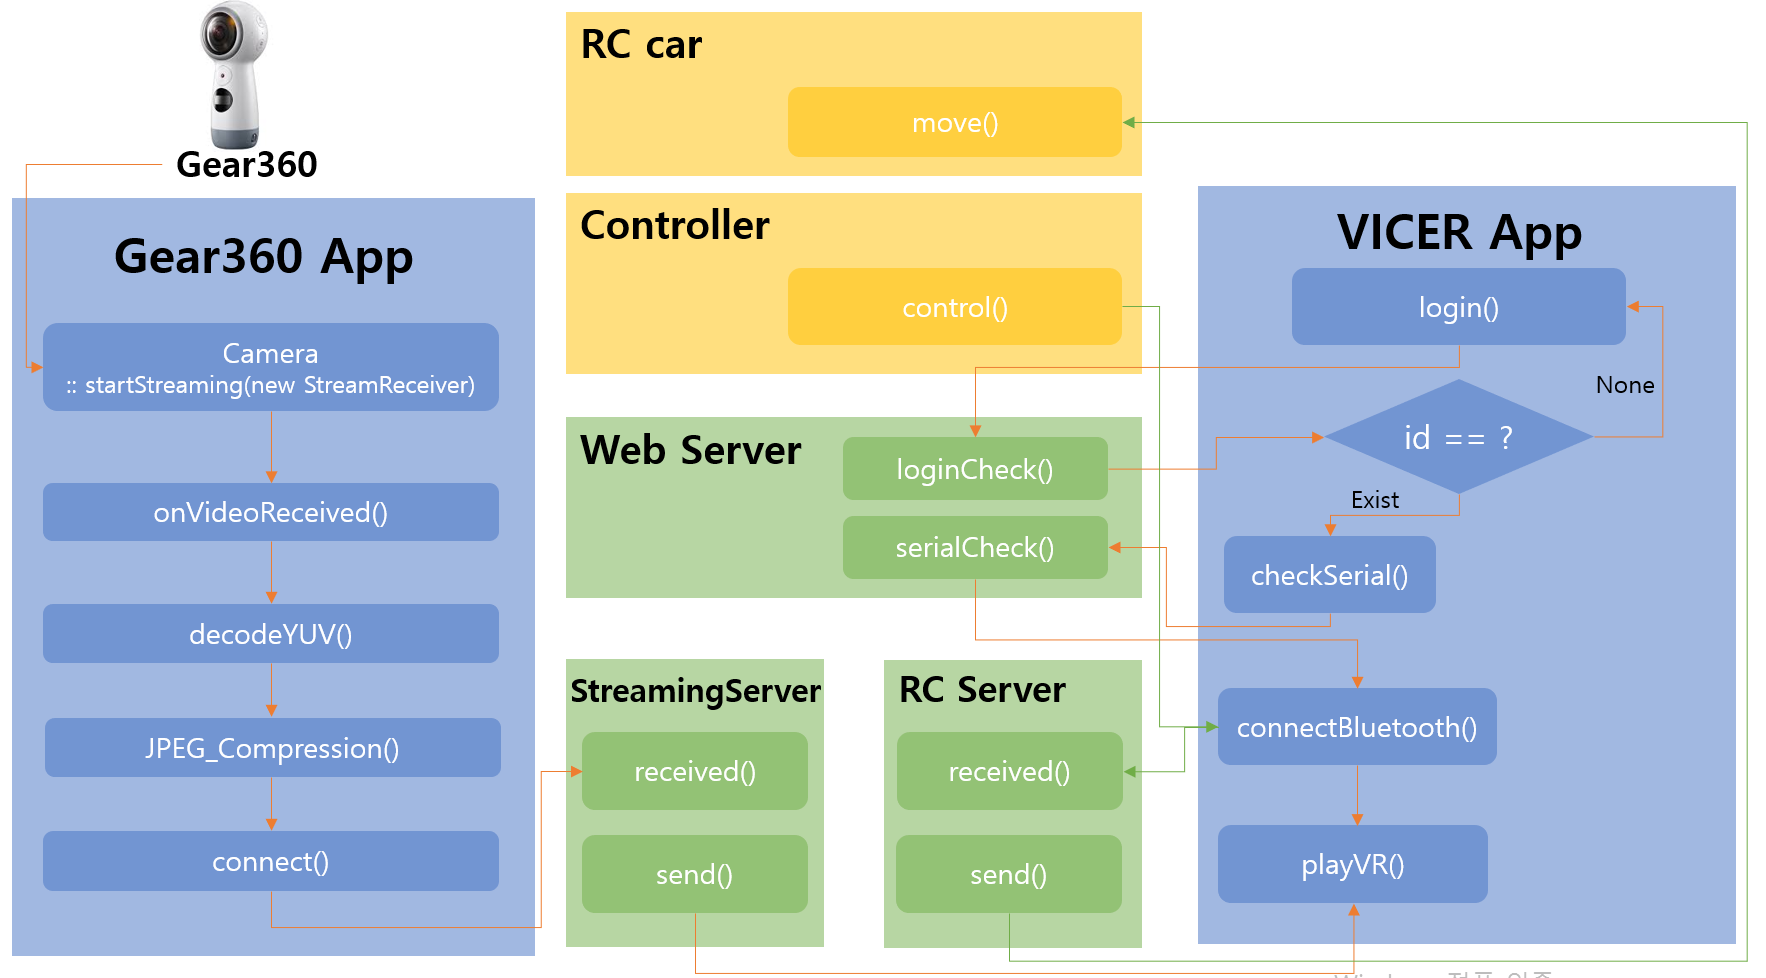 Gear360
Gear360 App
Camera
:: startStreaming(new StreamReceiver)
onVideoReceived()
decodeYUV()
JPEG_Compression()
connect()
RC car
move()
Controller
control()
Web Server
loginCheck()
serialCheck()
StreamingServer
received()
send()
RC Server
received()
send()
VICER App
login()
None
id == ?
Exist
checkSerial()
connectBluetooth()
playVR()